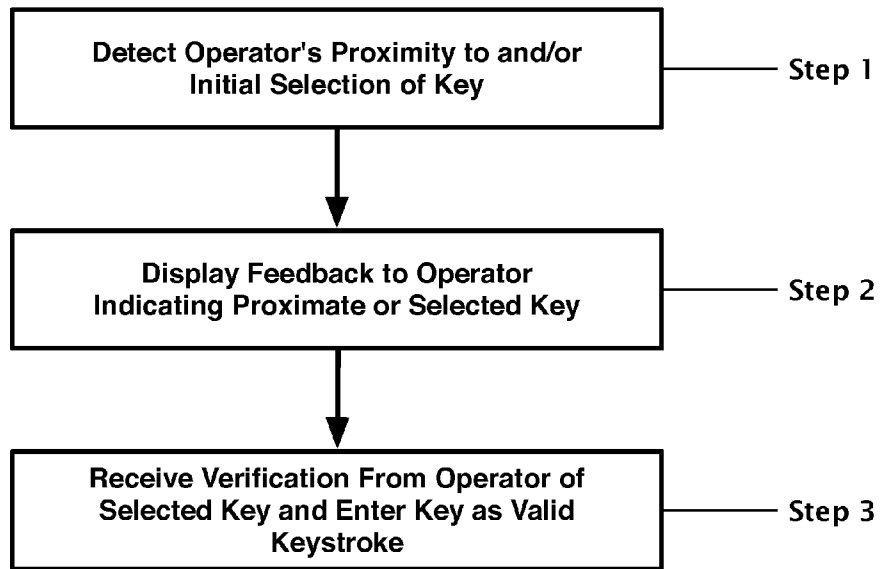 Detect Operator's Proximity to and/or
Initial Selection of Key
Step 1
Display Feedback to Operator
Indicating Proximate or Selected Key
Step 2
Receive Verification From Operator of
Selected Key and Enter Key as Valid
Keystroke
Step 3